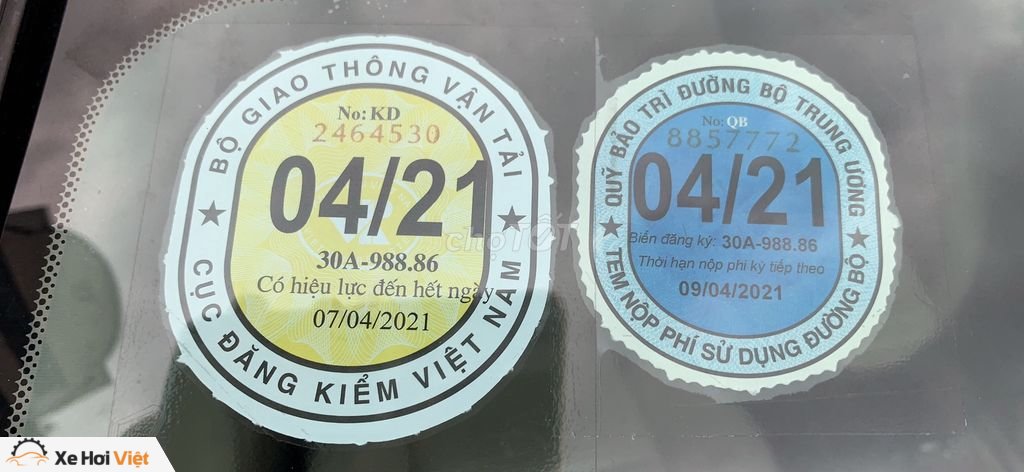 BỘ GIAO THÔNG VẬN TẢI
No: KD
2464530
04/21
30A-988.86
Có hiệu lực đến hết ngày
07/04/2021
CỤC ĐĂNG KIỂM VIỆT NAM
QUỸ BẢO TRÌ ĐƯỜNG BỘ TRUNG ƯƠNG
No: QB
8857772
04/21
Biển đăng ký: 30A-988.86
Thời hạn nộp phí kỳ tiếp theo
09/04/2021
TEM NỘP PHÍ SỬ DỤNG ĐƯỜNG BỘ
chợTỐT
Xe Hơi Việt